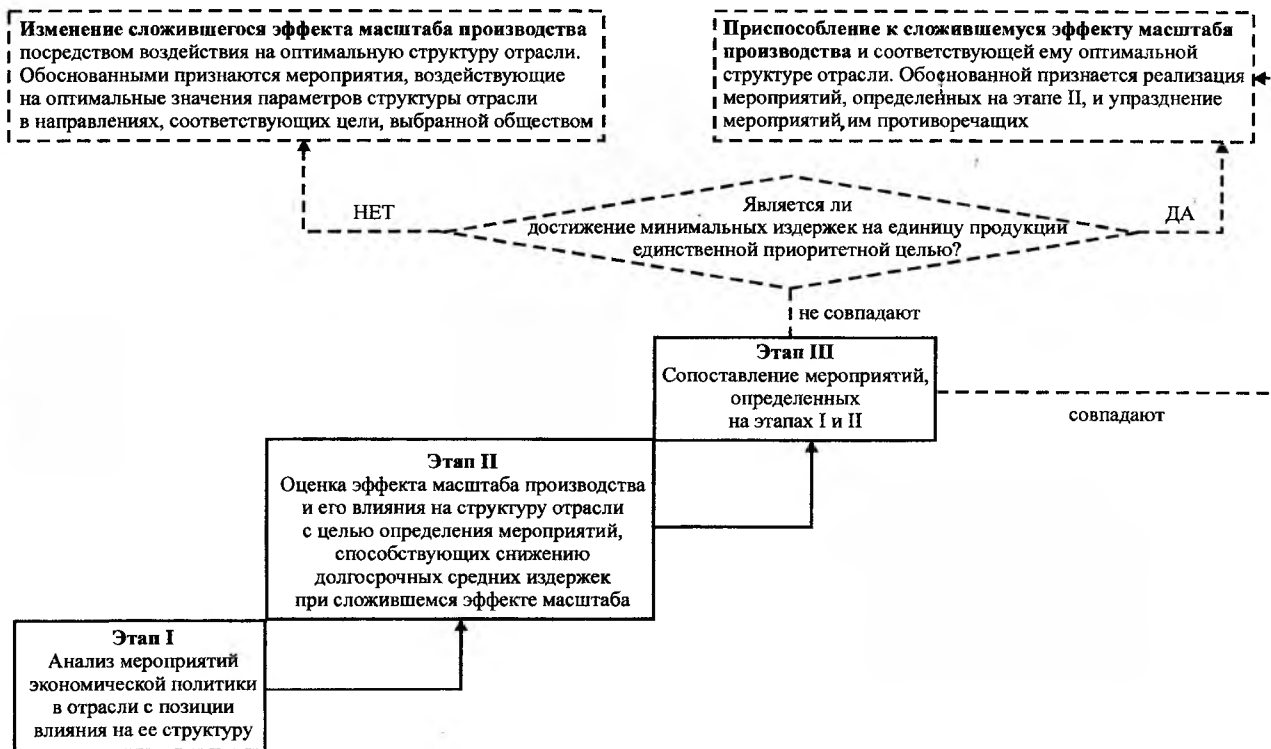 Изменение сложившегося эффекта масштаба производства
посредством воздействия на оптимальную структуру отрасли.
Обоснованными признаются мероприятия, воздействующие
на оптимальные значения параметров структуры отрасли
в направлениях, соответствующих цели, выбранной обществом
Приспособление к сложившемуся эффекту масштаба
производства и соответствующей ему оптимальной
структуре отрасли. Обоснованной признается реализация
мероприятий, определенных на этапе II, и упразднение
мероприятий, им противоречащих
НЕТ
Является ли
достижение минимальных издержек на единицу продукции
единственной приоритетной целью?
ДА
не совпадают
Этап III
Сопоставление мероприятий,
определенных
на этапах I и II
совпадают
Этап II
Оценка эффекта масштаба производства
и его влияния на структуру отрасли
с целью определения мероприятий,
способствующих снижению
долгосрочных средних издержек
при сложившемся эффекте масштаба
Этап I
Анализ мероприятий
экономической политики
в отрасли с позиции
влияния на ее структуру